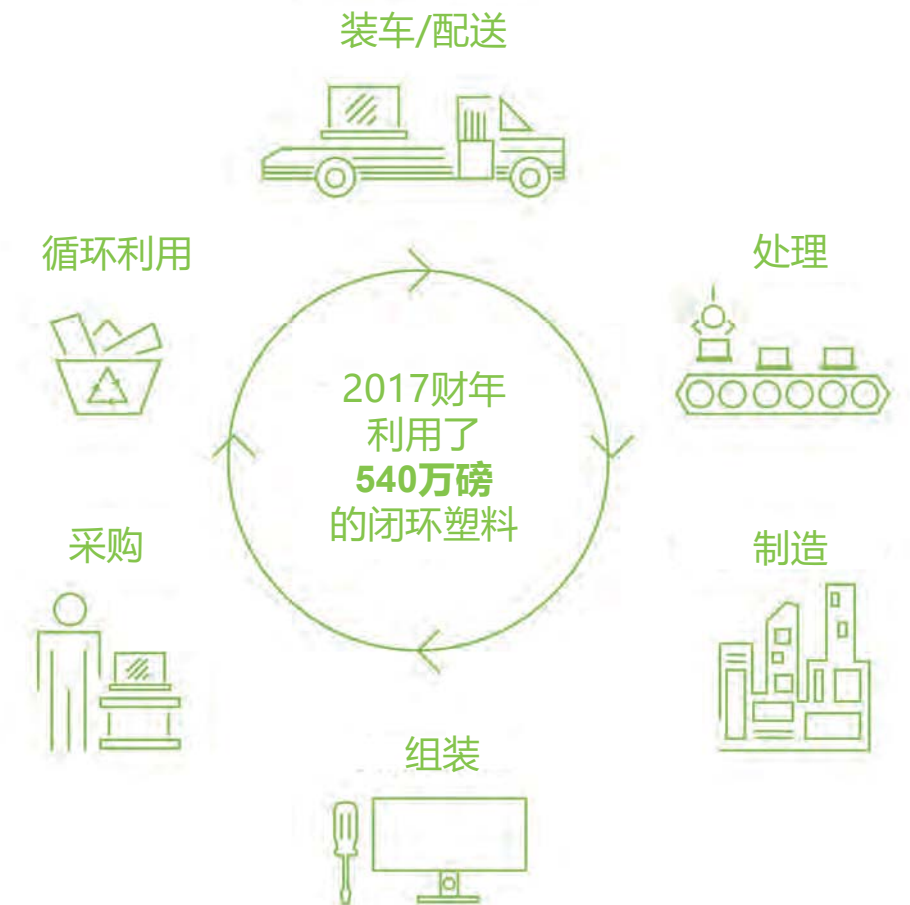 装车/配送
循环利用
处理
2017财年
利用了
540万磅
的闭环塑料
采购
制造
组装